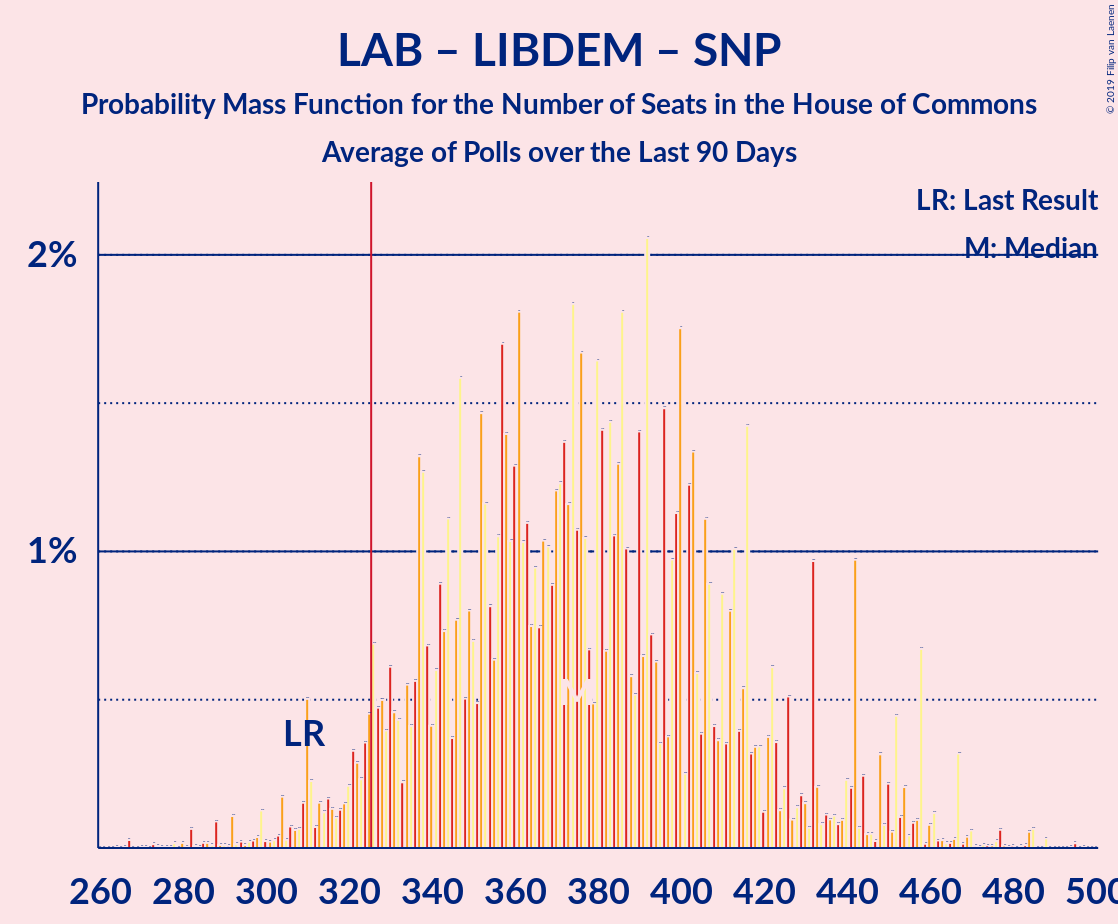 LAB – LIBDEM – SNP
Probability Mass Function for the Number of Seats in the House of Commons
Average of Polls over the Last 90 Days
© 2019 Filip van Laenen
LR: Last Result
M: Median
2%
1%
M
LR
260 280 300 320 340 360 380 400 420 440 460 480 500